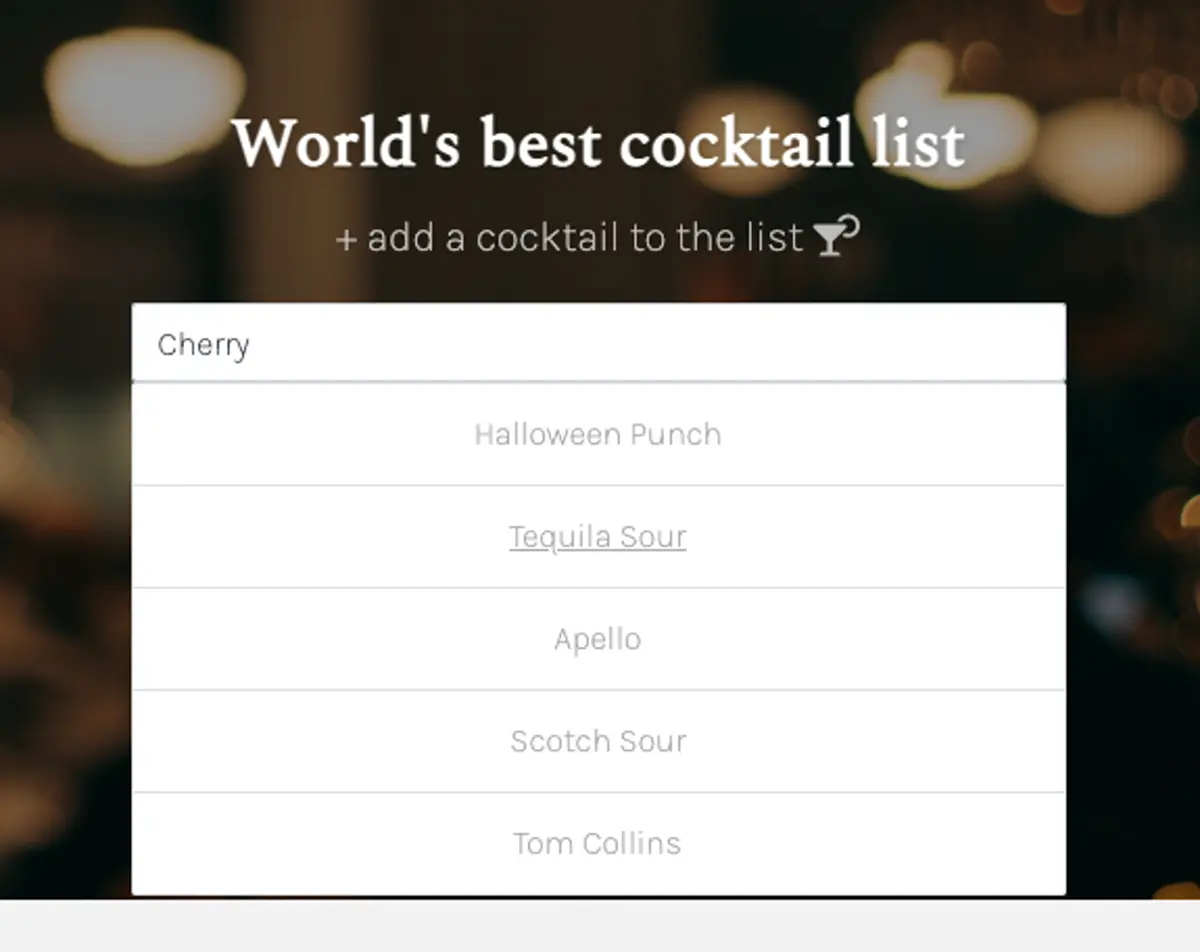 World's best cocktail list
+ add a cocktail to the list
Cherry
Halloween Punch
Tequila Sour
Apello
Scotch Sour
Tom Collins